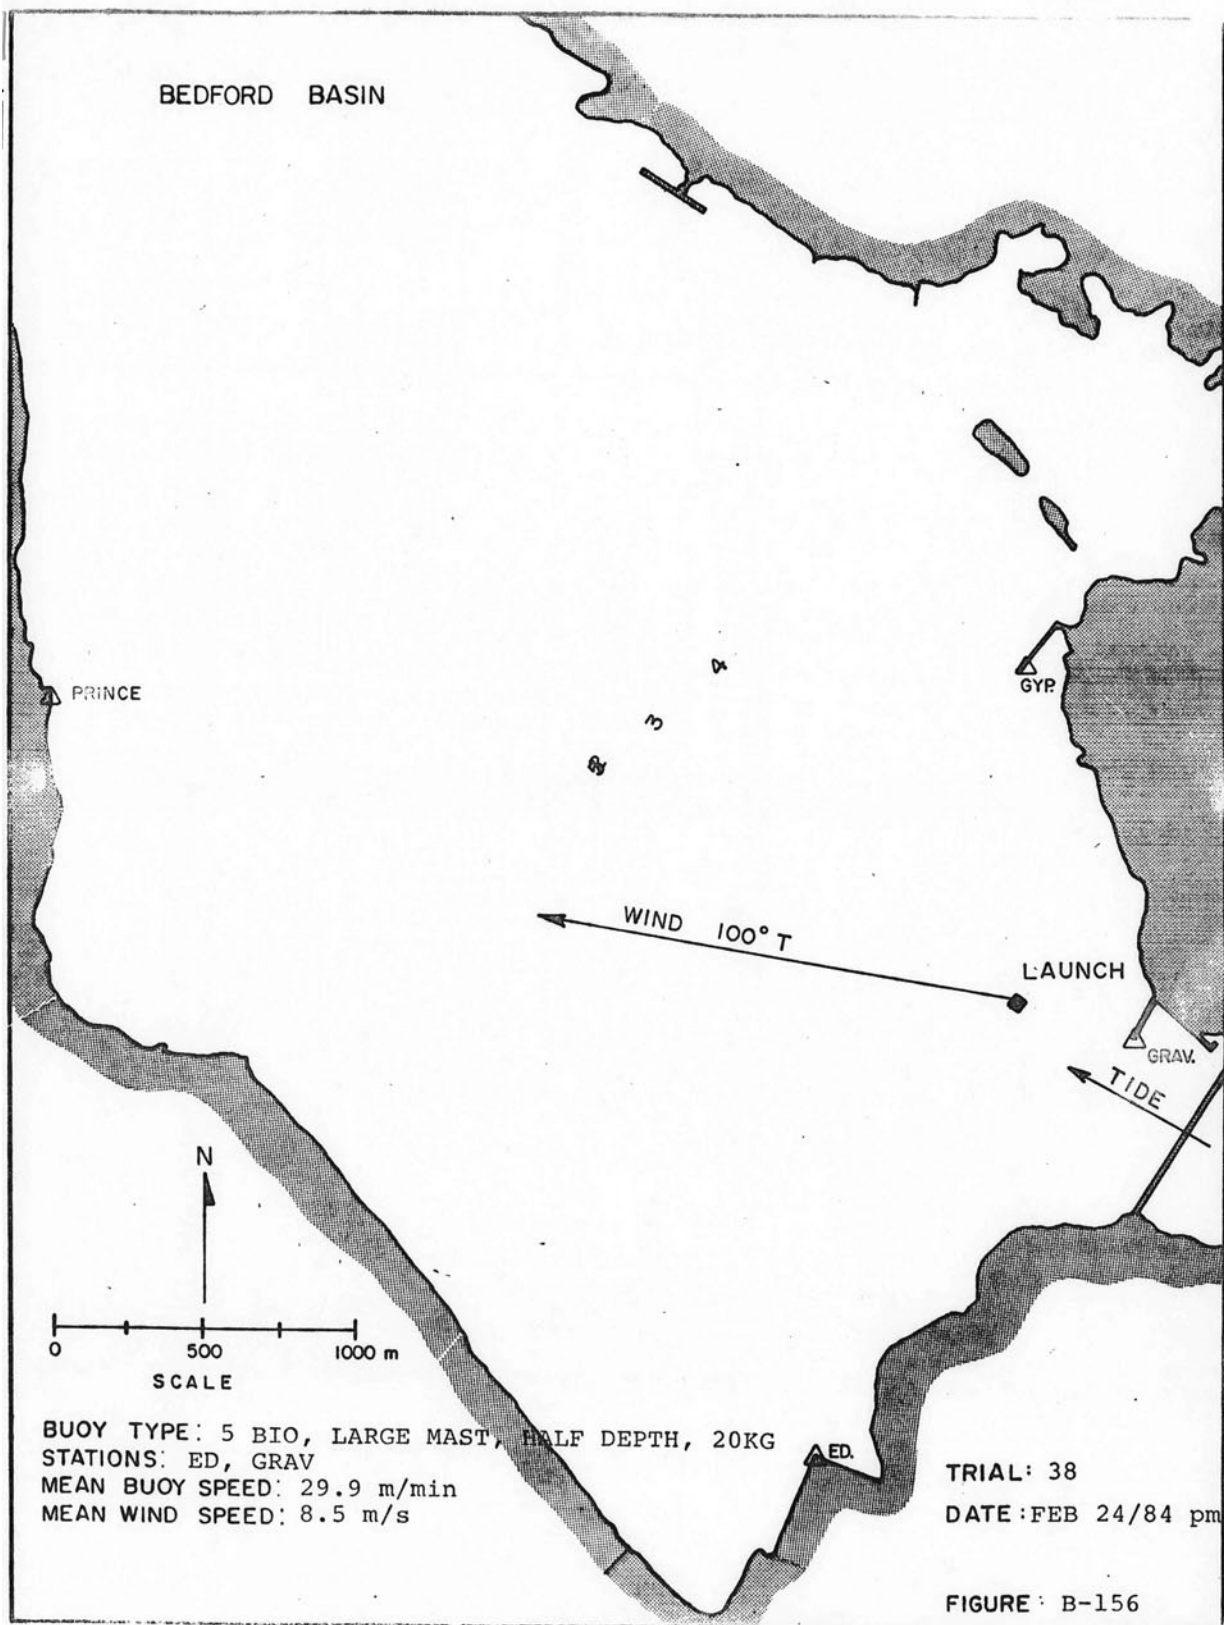 BEDFORD BASIN
PRINCE
GYP.
4
3
WIND 100° T
LAUNCH
GRAV.
TIDE
N
0 500 1000 m
SCALE
ED.
BUOY TYPE: 5 BIO, LARGE MAST, HALF DEPTH, 20KG
STATIONS: ED, GRAV
MEAN BUOY SPEED: 29.9 m/min
MEAN WIND SPEED: 8.5 m/s
TRIAL: 38
DATE: FEB 24/84 pm
FIGURE: B-156